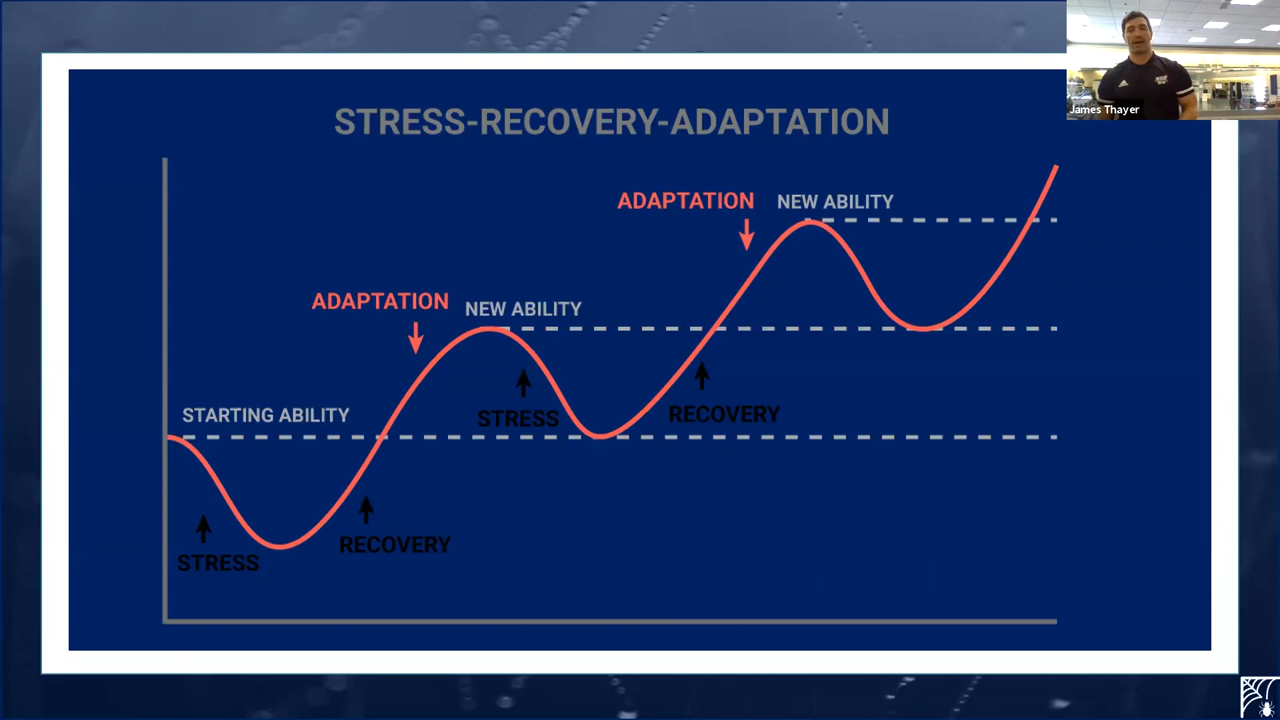 James Thayer
STRESS-RECOVERY-ADAPTATION
ADAPTATION
NEW ABILITY
ADAPTATION
NEW ABILITY
STARTING ABILITY
STRESS
RECOVERY
RECOVERY
STRESS